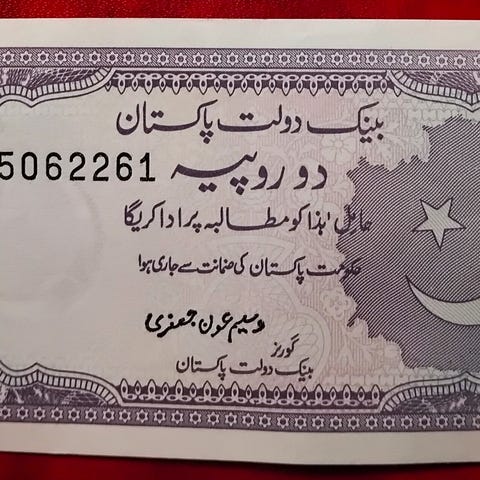 بینک دولت پاکستان
5062261
دو روپیہ
حامل ہٰذا کو مطالبہ پر ادا کریگا
حکومت پاکستان کی ضمانت سے جاری ہوا
وسیم عون جعفری
گورنر
بینک دولت پاکستان